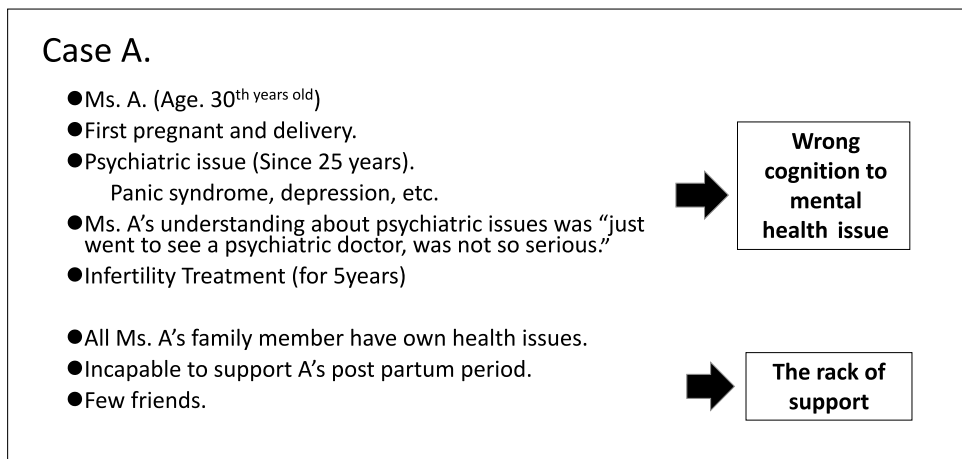 Case A.
●Ms. A. (Age. 30th years old)
●First pregnant and delivery.
●Psychiatric issue (Since 25 years).
Panic syndrome, depression, etc.
●Ms. A’s understanding about psychiatric issues was “just
went to see a psychiatric doctor, was not so serious.”
●Infertility Treatment (for 5years)
Wrong
cognition to
mental
health issue
●All Ms. A’s family member have own health issues.
●Incapable to support A’s post partum period.
●Few friends.
The rack of
support